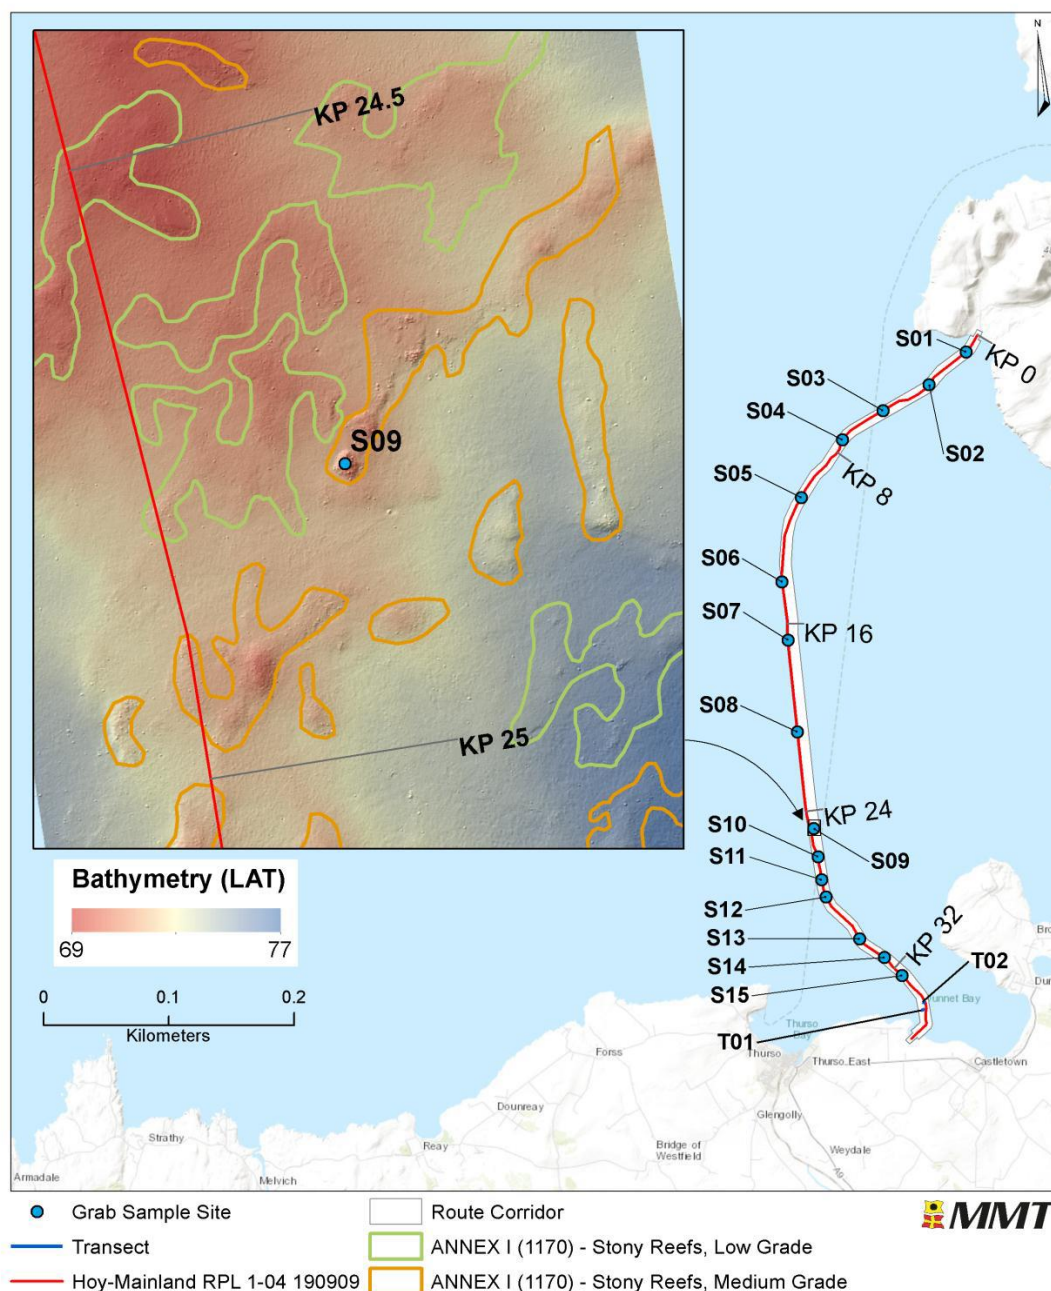 N
KP 24.5
S09
KP 25
Bathymetry (LAT)
69
77
0
0.1
0.2
Kilometers
S01
KP 0
S03
S04
S02
KP 8
S05
S06
S07
KP 16
S08
KP 24
S10
S09
S11
S12
S13
KP 32
S14
T02
S15
T01
Thurso Bay
Forss
Thurso
Thurso East
Castletown
Dounreay
Glengolly
Strathy
Reay
Bridge of
Westfield
Weydale
A9
Armadale
Melvich
Grab Sample Site
Route Corridor
MMT
Transect
ANNEX I (1170) - Stony Reefs, Low Grade
Hoy-Mainland RPL 1-04 190909
ANNEX I (1170) - Stony Reefs, Medium Grade